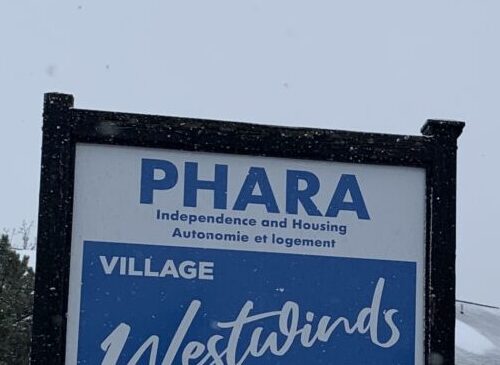 PHARA
Independence and Housing
Autonomie et logement
VILLAGE
Westwinds